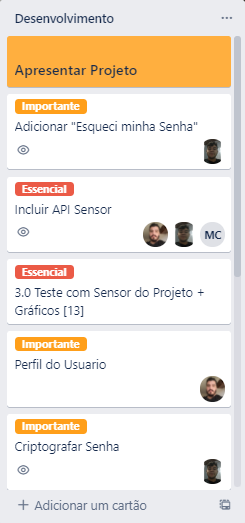 Desenvolvimento
Apresentar Projeto
Importante
Adicionar "Esqueci minha Senha"
Essencial
Incluir API Sensor
MC
Essencial
3.0 Teste com Sensor do Projeto +
Gráficos [13]
Importante
Perfil do Usuario
Importante
Criptografar Senha
+ Adicionar um cartão